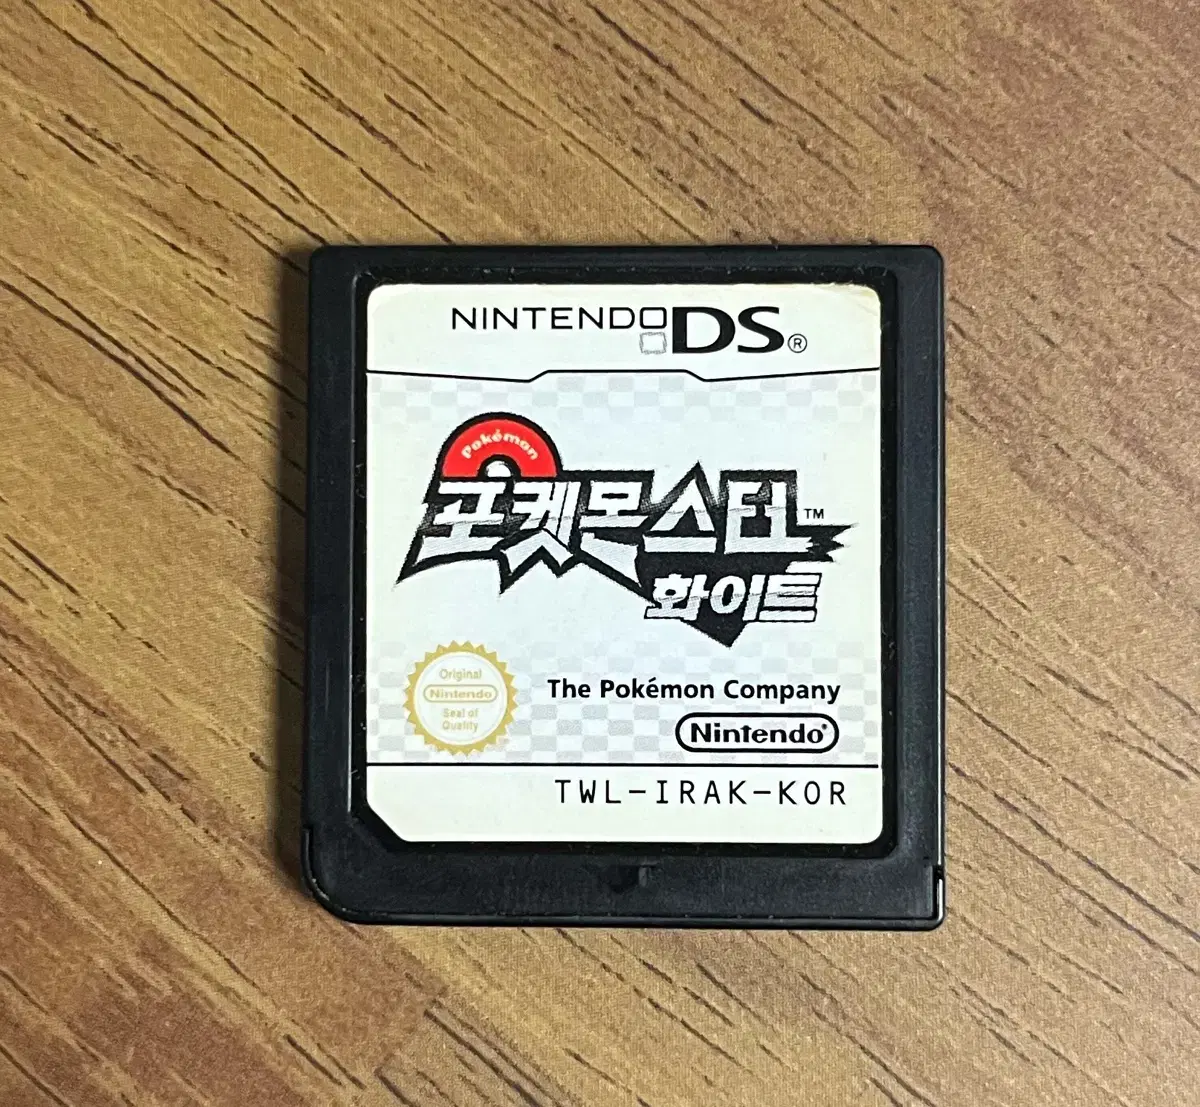 NINTENDO DS®
Pokémon
포켓몬스터™
화이트
Original
Nintendo
Seal of
Quality
The Pokémon Company
Nintendo®
TWL-IRAK-KOR